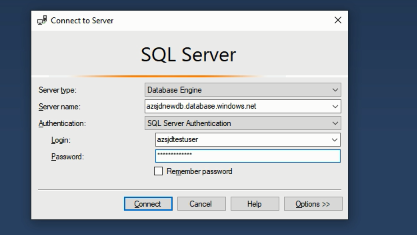 Connect to Server
SQL Server
Server type: Database Engine
Server name: azsjdnewdb.database.windows.net
Authentication: SQL Server Authentication
Login: azsjdtestuser
Password: *************
Remember password
Connect Cancel Help Options >>